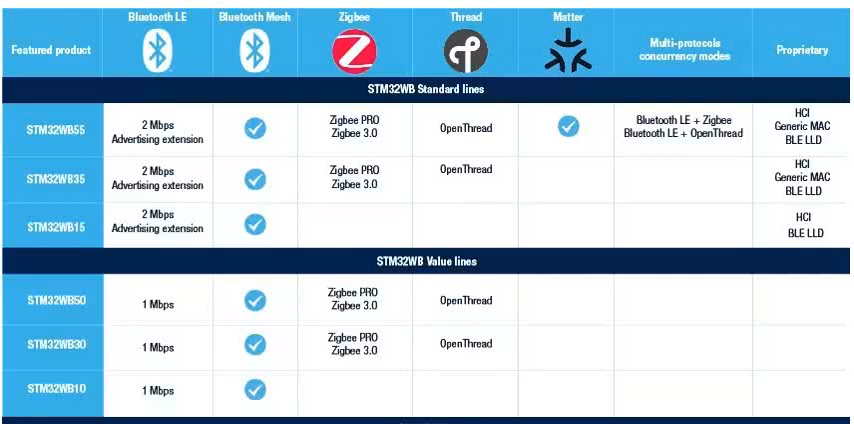 Bluetooth LE Bluetooth Mesh Zigbee Thread Matter
Featured product Multi-protocols concurrency modes Proprietary
STM32WB Standard lines
STM32WB55
2 Mbps
Advertising extension
Zigbee PRO
Zigbee 3.0
OpenThread
Bluetooth LE + Zigbee
Bluetooth LE + OpenThread
HCI
Generic MAC
BLE LLD
STM32WB35
2 Mbps
Advertising extension
Zigbee PRO
Zigbee 3.0
OpenThread
HCI
Generic MAC
BLE LLD
STM32WB15
2 Mbps
Advertising extension
HCI
BLE LLD
STM32WB Value lines
STM32WB50
1 Mbps
Zigbee PRO
Zigbee 3.0
OpenThread
STM32WB30
1 Mbps
Zigbee PRO
Zigbee 3.0
OpenThread
STM32WB10
1 Mbps